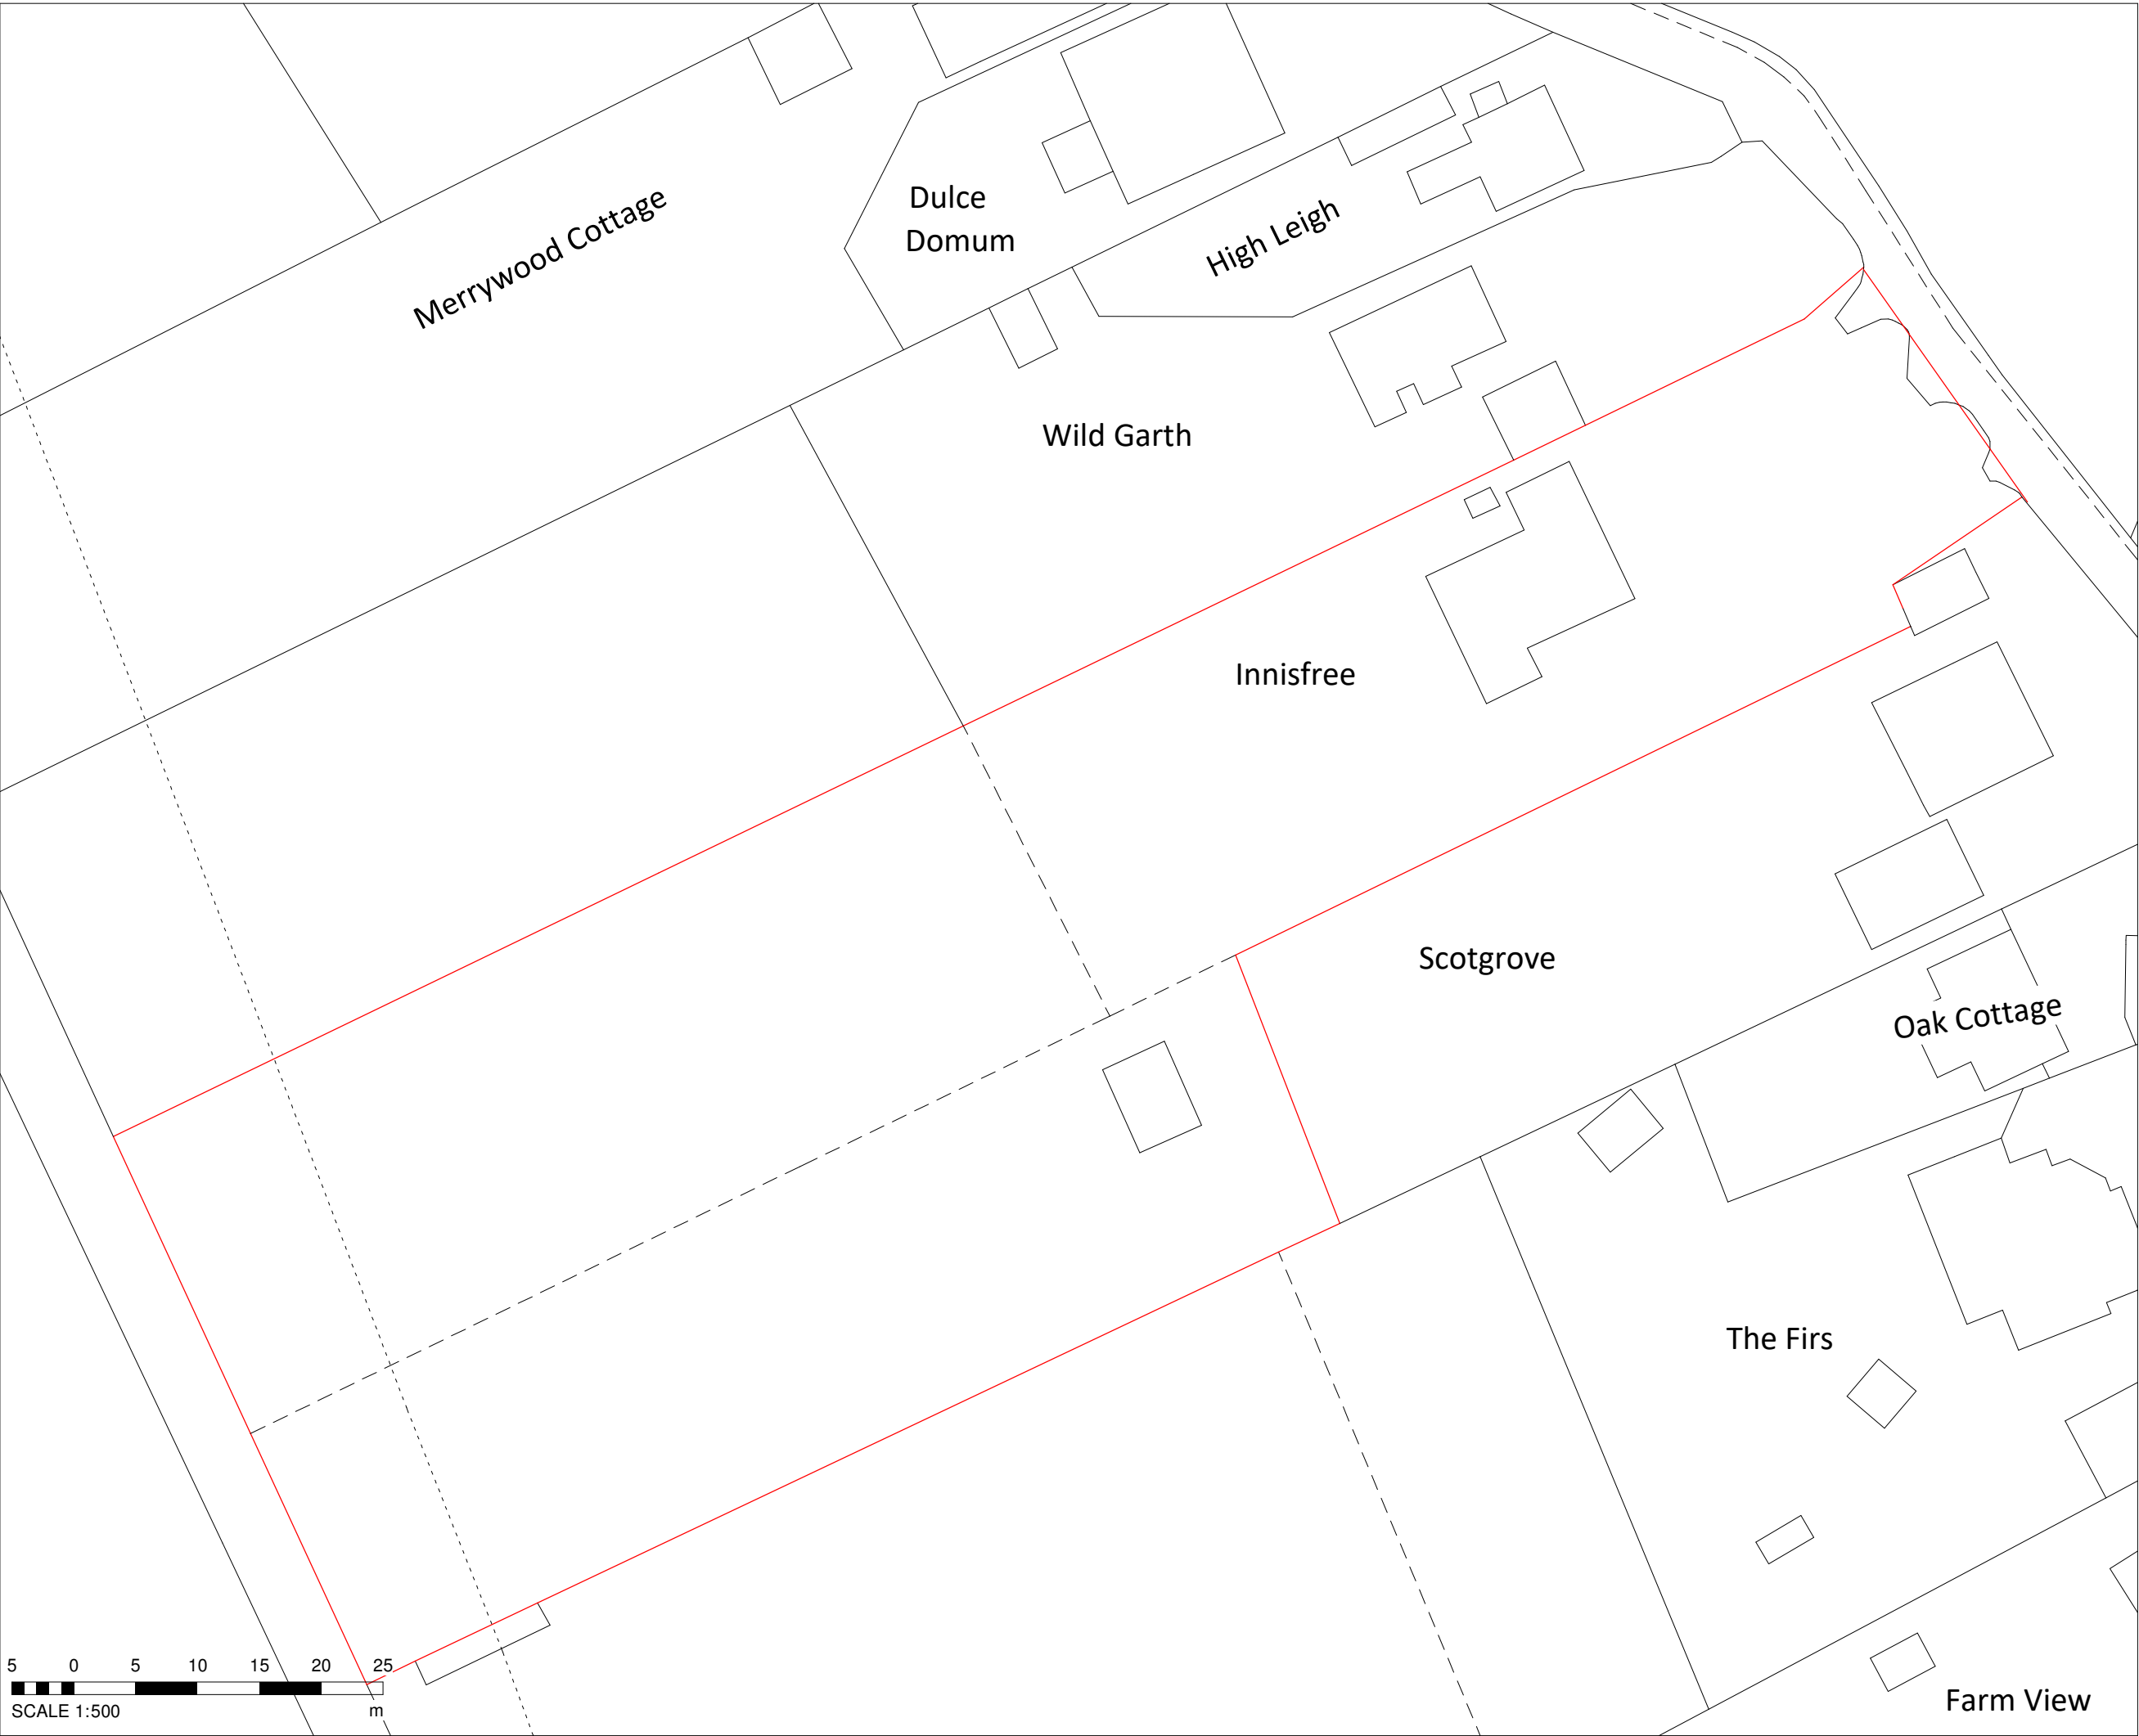 Merrywood Cottage
Dulce
Domum
High Leigh
Wild Garth
Innisfree
Scotgrove
Oak Cottage
The Firs
Farm View
5 0 5 10 15 20 25
SCALE 1:500 m